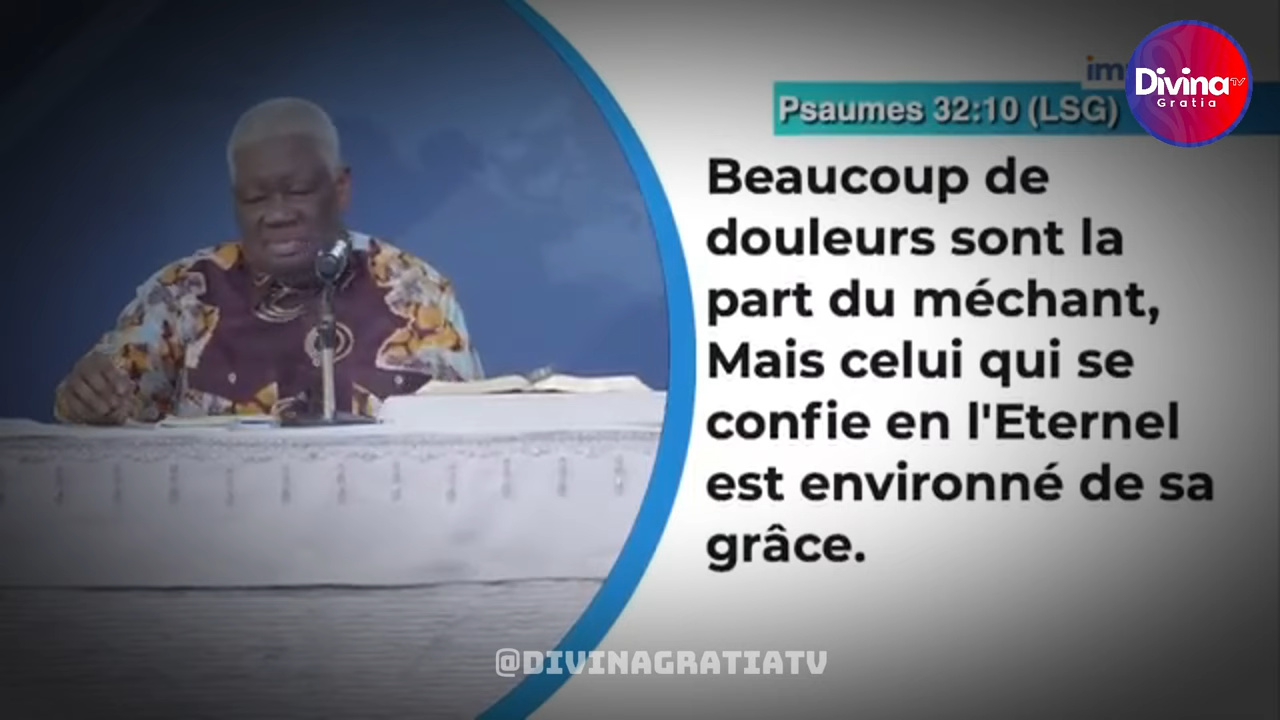 Divina TV
Gratia
Psaumes 32:10 (LSG)
Beaucoup de
douleurs sont la
part du méchant,
Mais celui qui se
confie en l'Eternel
est environné de sa
grâce.
@DIVINAGRATIATV